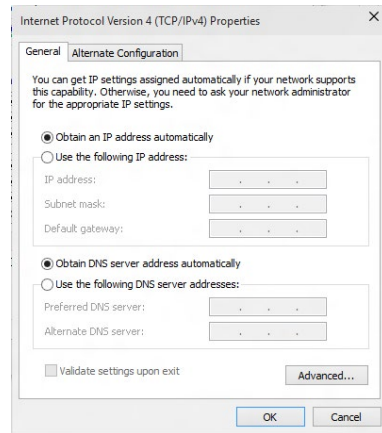 Internet Protocol Version 4 (TCP/IPv4) Properties
General
Alternate Configuration
You can get IP settings assigned automatically if your network supports
this capability. Otherwise, you need to ask your network administrator
for the appropriate IP settings.
Obtain an IP address automatically
Use the following IP address:
IP address:
Subnet mask:
Default gateway:
Obtain DNS server address automatically
Use the following DNS server addresses:
Preferred DNS server:
Alternate DNS server:
Validate settings upon exit
Advanced...
OK
Cancel